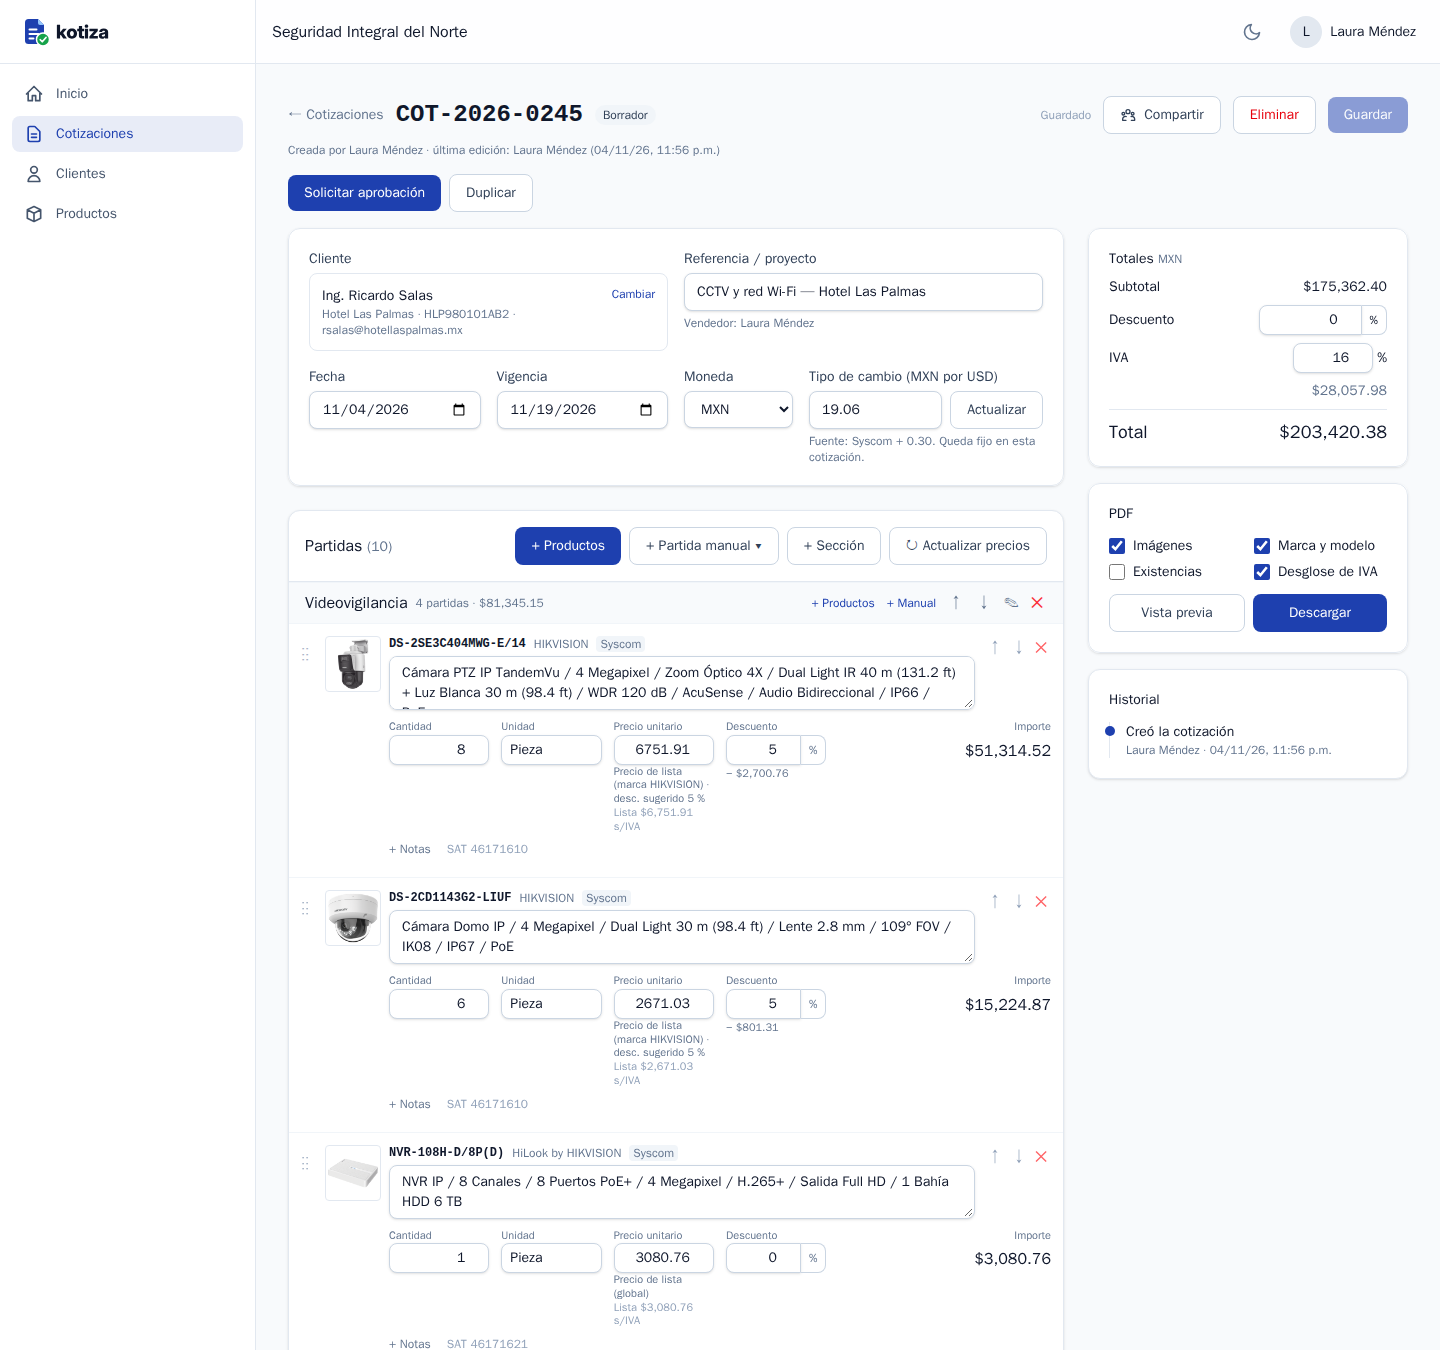 kotiza
Seguridad Integral del Norte
L
Laura Méndez
Inicio
Cotizaciones
Clientes
Productos
← Cotizaciones
COT-2026-0245
Borrador
Guardado
Compartir
Eliminar
Guardar
Creada por Laura Méndez · última edición: Laura Méndez (04/11/26, 11:56 p.m.)
Solicitar aprobación
Duplicar
Cliente
Ing. Ricardo Salas
Cambiar
Hotel Las Palmas · HLP980101AB2 ·
rsalas@hotellaspalmas.mx
Referencia / proyecto
CCTV y red Wi-Fi — Hotel Las Palmas
Vendedor: Laura Méndez
Fecha
11/04/2026
Vigencia
11/19/2026
Moneda
MXN
Tipo de cambio (MXN por USD)
19.06
Actualizar
Fuente: Syscom + 0.30. Queda fijo en esta
cotización.
Totales MXN
Subtotal
$175,362.40
Descuento
0
%
IVA
16
%
$28,057.98
Total
$203,420.38
PDF
Imágenes
Marca y modelo
Existencias
Desglose de IVA
Vista previa
Descargar
Historial
Creó la cotización
Laura Méndez · 04/11/26, 11:56 p.m.
Partidas (10)
+ Productos
+ Partida manual ▾
+ Sección
Actualizar precios
Videovigilancia 4 partidas · $81,345.15
+ Productos
+ Manual
↑ ↓
DS-2SE3C404MWG-E/14 HIKVISION Syscom
↑ ↓
Cámara PTZ IP TandemVu / 4 Megapixel / Zoom Óptico 4X / Dual Light IR 40 m (131.2 ft)
+ Luz Blanca 30 m (98.4 ft) / WDR 120 dB / AcuSense / Audio Bidireccional / IP66 /
Cantidad
Unidad
Precio unitario
Descuento
Importe
8
Pieza
6751.91
5
%
$51,314.52
Precio de lista
(marca HIKVISION) ·
desc. sugerido 5 %
Lista $6,751.91
s/IVA
− $2,700.76
+ Notas
SAT 46171610
DS-2CD1143G2-LIUF HIKVISION Syscom
↑ ↓
Cámara Domo IP / 4 Megapixel / Dual Light 30 m (98.4 ft) / Lente 2.8 mm / 109° FOV /
IK08 / IP67 / PoE
Cantidad
Unidad
Precio unitario
Descuento
Importe
6
Pieza
2671.03
5
%
$15,224.87
Precio de lista
(marca HIKVISION) ·
desc. sugerido 5 %
Lista $2,671.03
s/IVA
− $801.31
+ Notas
SAT 46171610
NVR-108H-D/8P(D) HiLook by HIKVISION Syscom
↑ ↓
NVR IP / 8 Canales / 8 Puertos PoE+ / 4 Megapixel / H.265+ / Salida Full HD / 1 Bahía
HDD 6 TB
Cantidad
Unidad
Precio unitario
Descuento
Importe
1
Pieza
3080.76
0
%
$3,080.76
Precio de lista
(global)
Lista $3,080.76
s/IVA
+ Notas
SAT 46171621